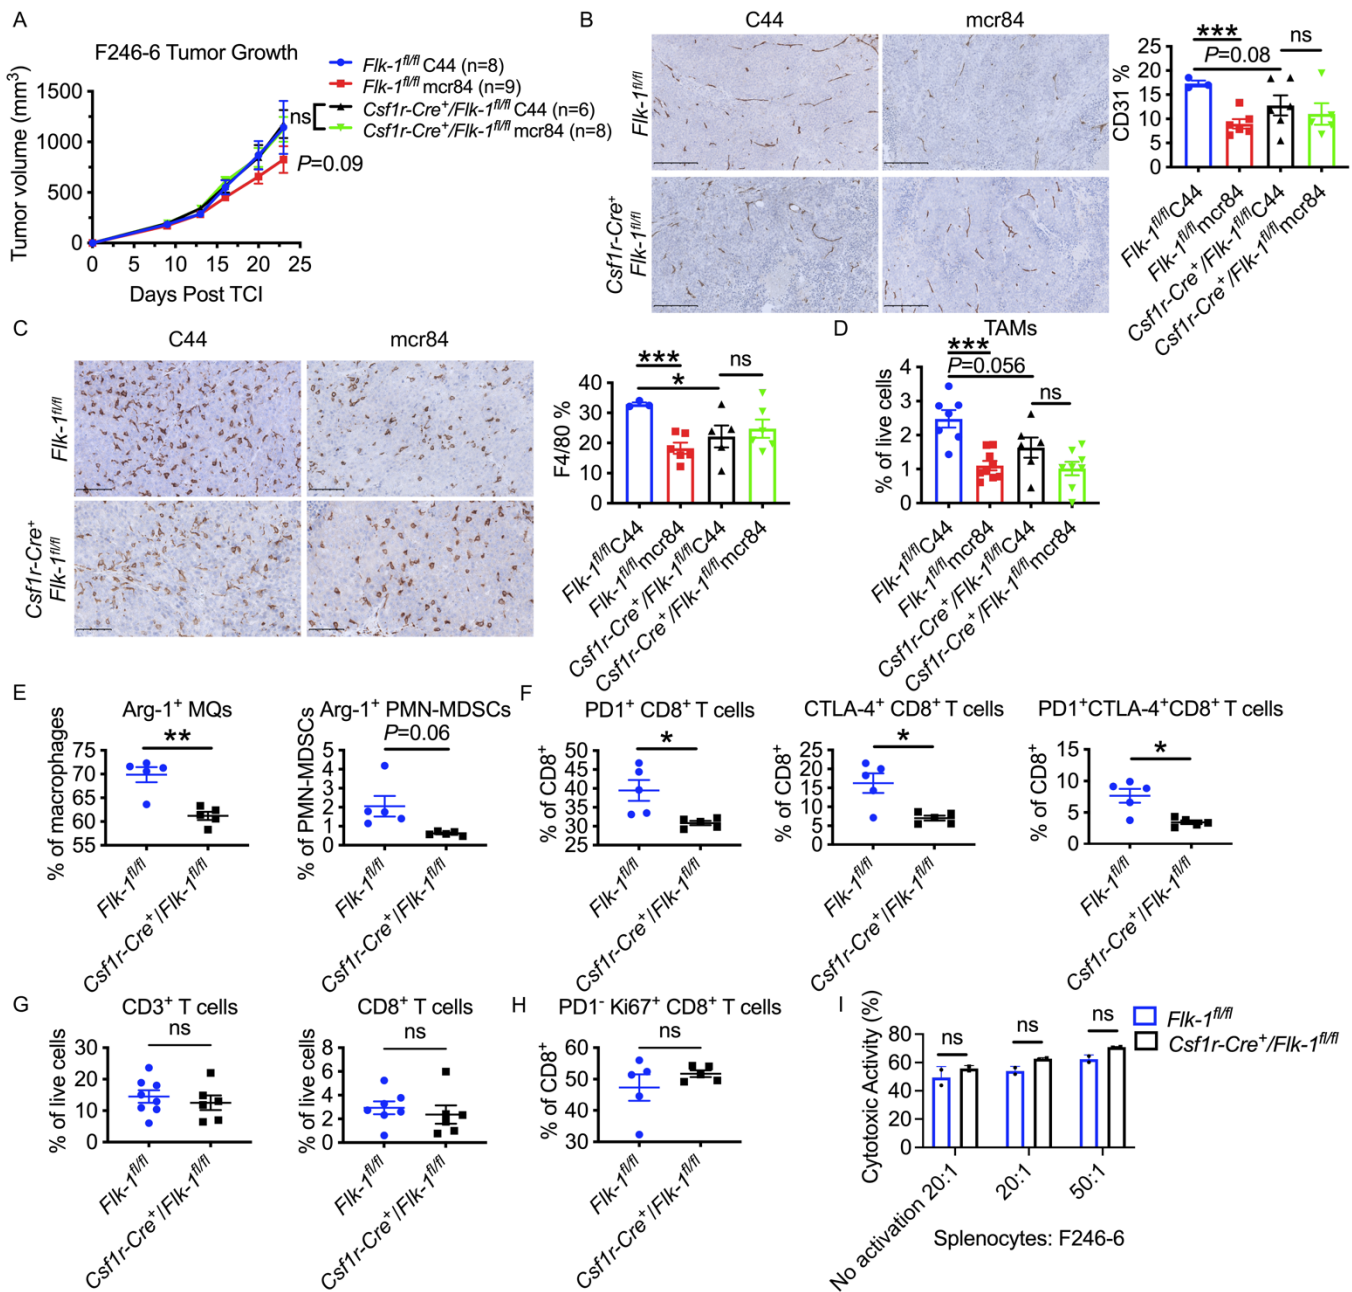 A
F246-6 Tumor Growth
Tumor volume (mm³)
1500
1000
500
0
0 5 10 15 20 25
Days Post TCI
Flk-1fl/fl C44 (n=8)
Flk-1fl/fl mcr84 (n=9)
Csf1r-Cre+/Flk-1fl/fl C44 (n=6)
Csf1r-Cre+/Flk-1fl/fl mcr84 (n=8)
ns
P=0.09
B
C44 mcr84
Flk-1fl/fl
Csf1r-Cre+
Flk-1fl/fl
*** ns
P=0.08
CD31 %
25
20
15
10
5
0
Flk-1fl/flC44
Flk-1fl/flmcr84
Csf1r-Cre+/Flk-1fl/flC44
Csf1r-Cre+/Flk-1fl/flmcr84
C
C44 mcr84
Flk-1fl/fl
Csf1r-Cre+
Flk-1fl/fl
*** ns
*
F4/80 %
40
30
20
10
0
Flk-1fl/flC44
Flk-1fl/flmcr84
Csf1r-Cre+/Flk-1fl/flC44
Csf1r-Cre+/Flk-1fl/flmcr84
D
TAMs
***
P=0.056
ns
% of live cells
4
3
2
1
0
Flk-1fl/flC44
Flk-1fl/flmcr84
Csf1r-Cre+/Flk-1fl/flC44
Csf1r-Cre+/Flk-1fl/flmcr84
E
Arg-1+ MQs
**
% of macrophages
75
70
65
60
55
Flk-1fl/fl
Csf1r-Cre+/Flk-1fl/fl
Arg-1+ PMN-MDSCs
P=0.06
% of PMN-MDSCs
5
4
3
2
1
0
Flk-1fl/fl
Csf1r-Cre+/Flk-1fl/fl
F
PD1+ CD8+ T cells
*
% of CD8+
50
45
40
35
30
25
Flk-1fl/fl
Csf1r-Cre+/Flk-1fl/fl
CTLA-4+ CD8+ T cells
*
% of CD8+
25
20
15
10
5
0
Flk-1fl/fl
Csf1r-Cre+/Flk-1fl/fl
PD1+CTLA-4+CD8+ T cells
*
% of CD8+
15
10
5
0
Flk-1fl/fl
Csf1r-Cre+/Flk-1fl/fl
G
CD3+ T cells
ns
% of live cells
30
20
10
0
Flk-1fl/fl
Csf1r-Cre+/Flk-1fl/fl
CD8+ T cells
ns
% of live cells
8
6
4
2
0
Flk-1fl/fl
Csf1r-Cre+/Flk-1fl/fl
H
PD1- Ki67+ CD8+ T cells
ns
% of CD8+
60
50
40
30
Flk-1fl/fl
Csf1r-Cre+/Flk-1fl/fl
I
Flk-1fl/fl
Csf1r-Cre+/Flk-1fl/fl
ns ns ns
Cytotoxic Activity (%)
80
60
40
20
0
No activation 20:1
20:1
50:1
Splenocytes: F246-6